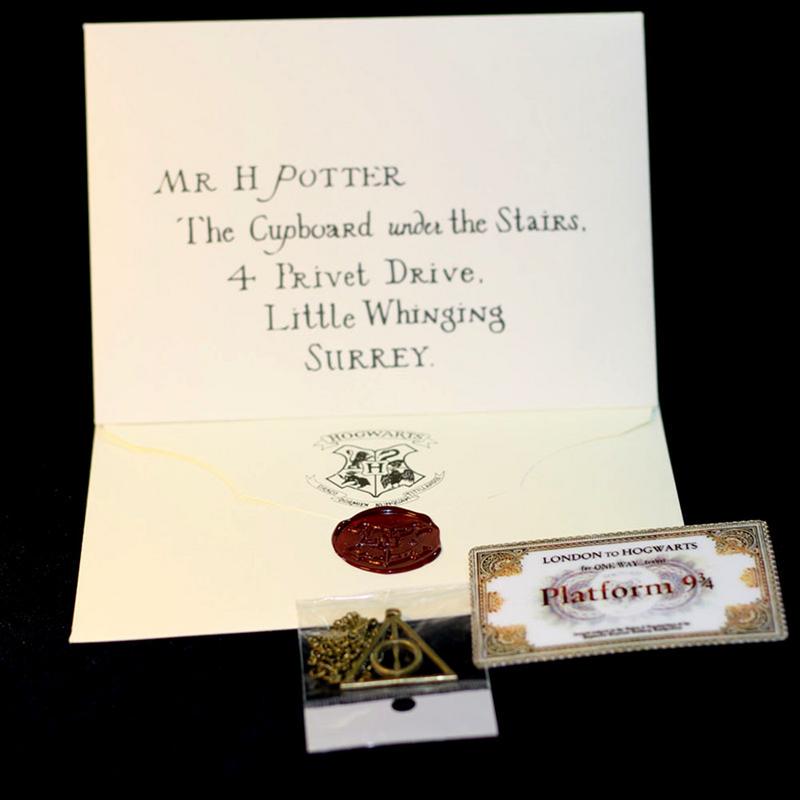 MR H POTTER
The Cupboard under the Stairs,
4 Privet Drive,
Little Whinging
SURREY.
HOGWARTS
H
LONDON TO HOGWARTS
for ONE WAY travel
Platform 9¾